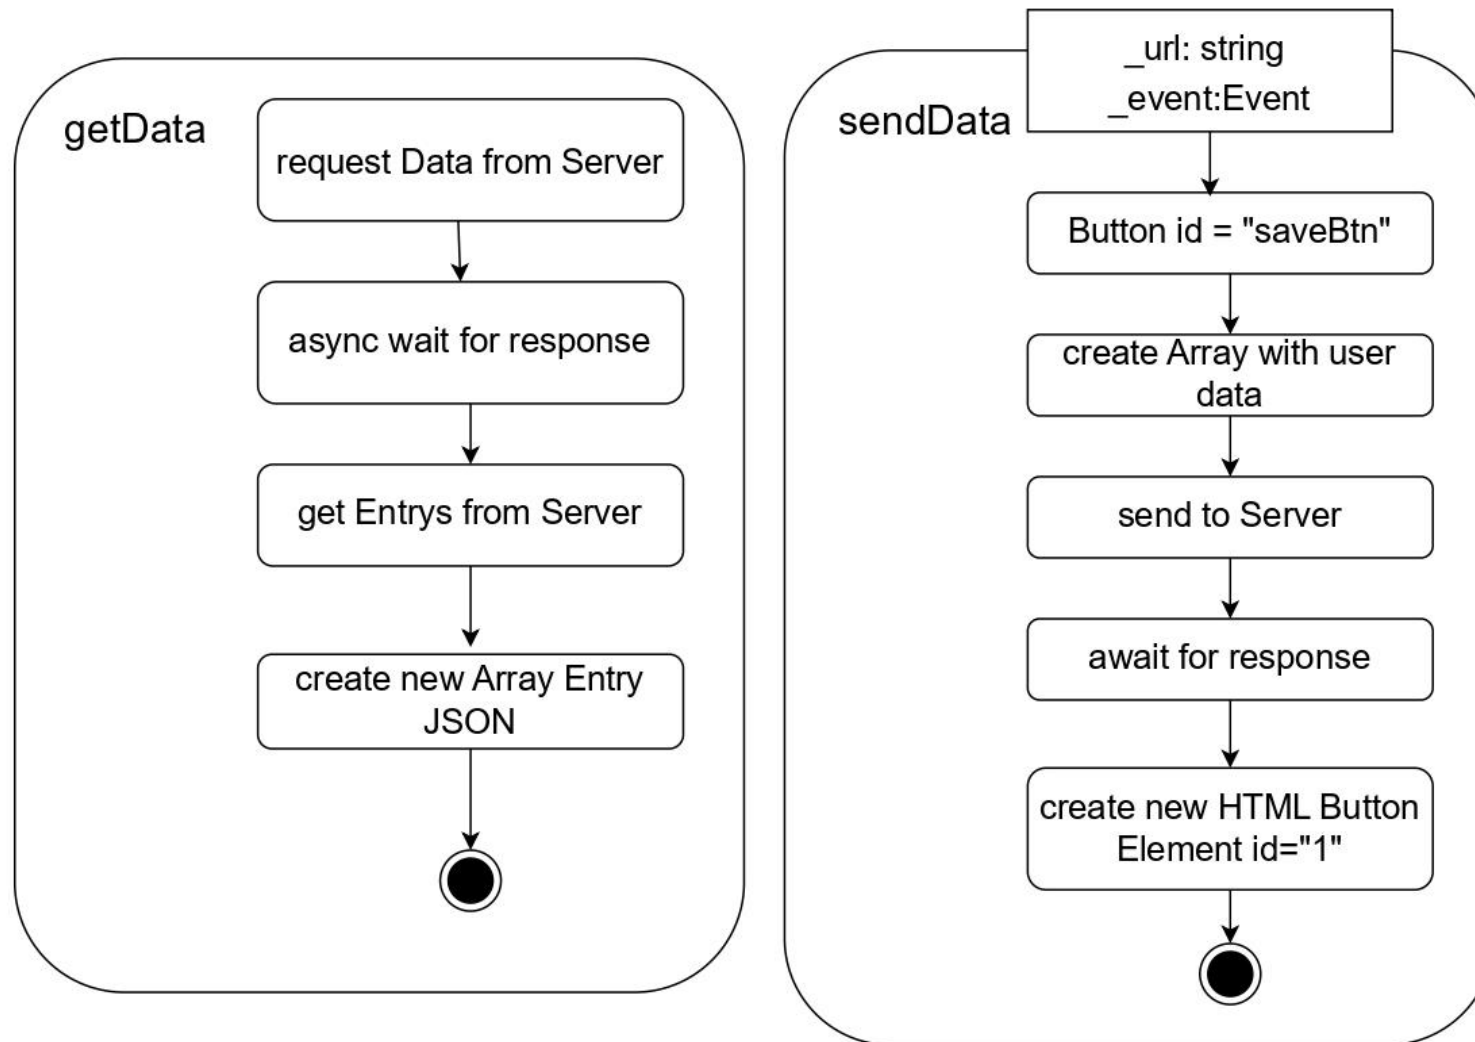 getData
request Data from Server
async wait for response
get Entrys from Server
create new Array Entry
JSON
_url: string
_event:Event
sendData
Button id = "saveBtn"
create Array with user
data
send to Server
await for response
create new HTML Button
Element id="1"